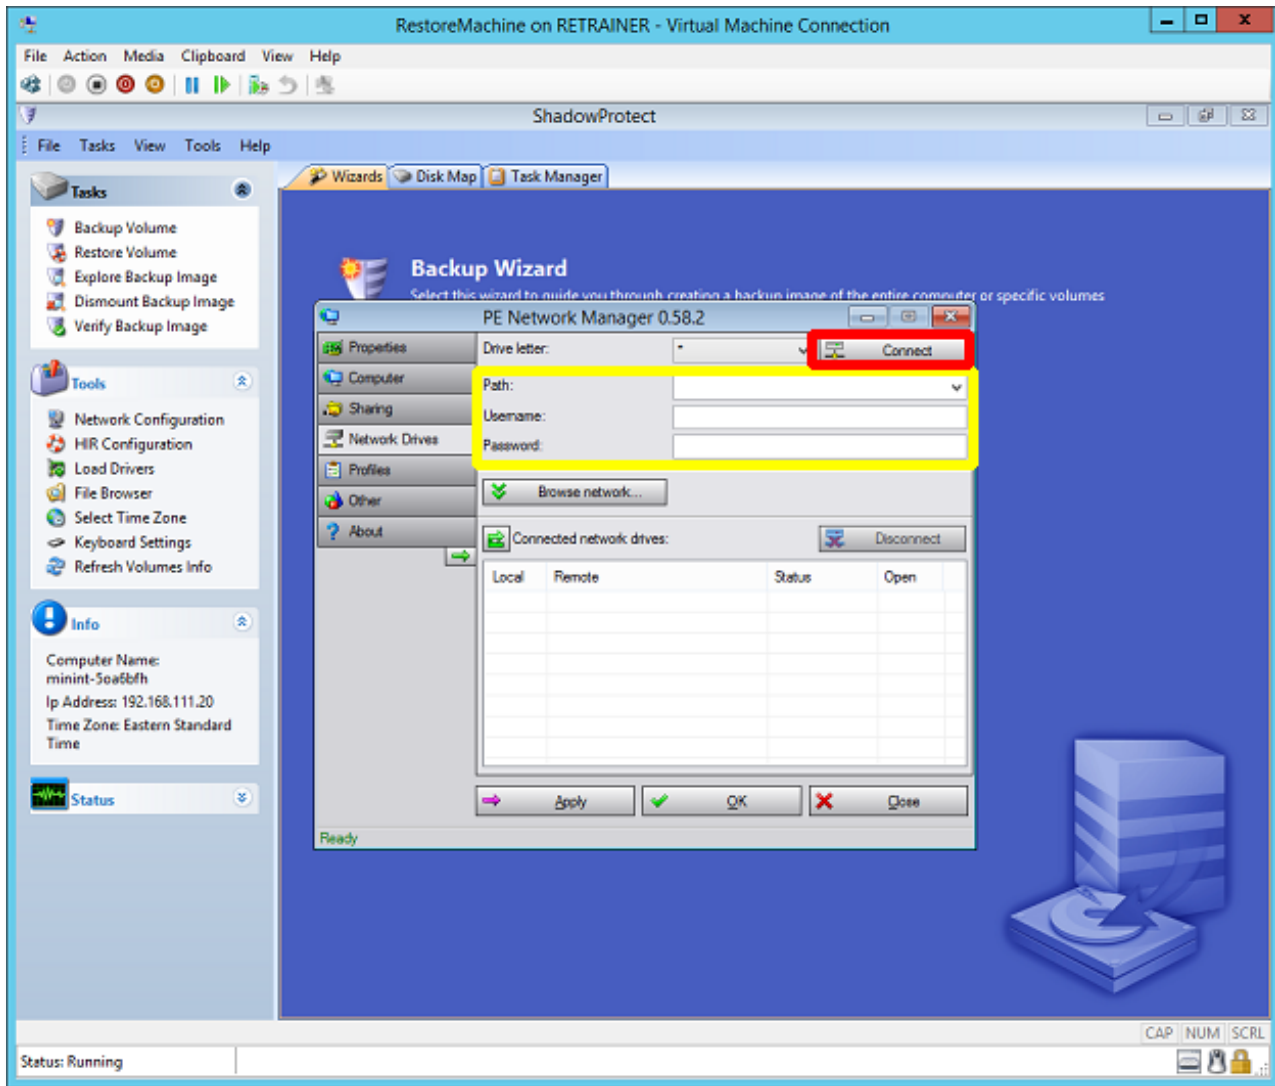 RestoreMachine on RETRAINER - Virtual Machine Connection
File Action Media Clipboard View Help
ShadowProtect
File Tasks View Tools Help
Wizards Disk Map Task Manager
Tasks
Backup Volume
Restore Volume
Explore Backup Image
Dismount Backup Image
Verify Backup Image
Tools
Network Configuration
HIR Configuration
Load Drivers
File Browser
Select Time Zone
Keyboard Settings
Refresh Volumes Info
Info
Computer Name:
minint-5oa6bfh
Ip Address: 192.168.111.20
Time Zone: Eastern Standard
Time
Status
Backup Wizard
Select this wizard to guide you through creating a backup image of the entire computer or specific volumes
PE Network Manager 0.58.2
Properties
Computer
Sharing
Network Drives
Profiles
Other
About
Drive letter: * Connect
Path:
Username:
Password:
Browse network...
Connected network drives: Disconnect
Local Remote Status Open
Apply OK Close
Ready
CAP NUM SCRL
Status: Running